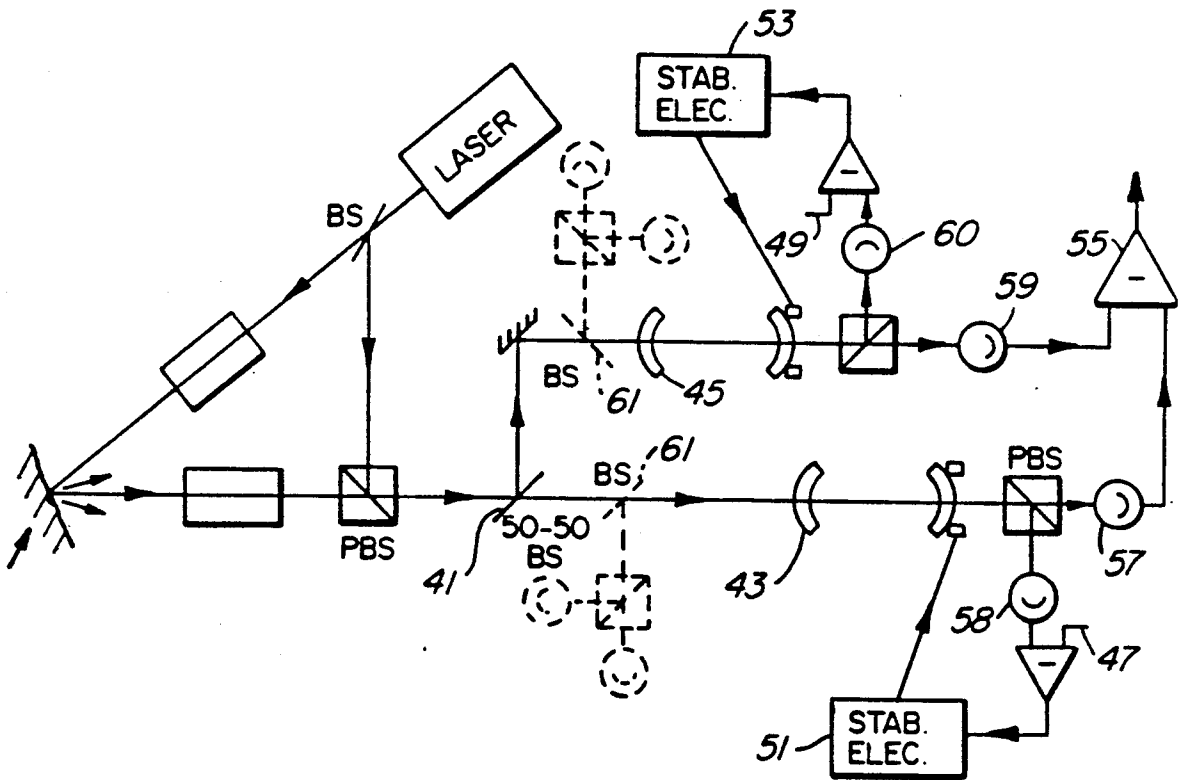 53
STAB.
ELEC.
LASER
BS
49
60
55
59
BS
61
45
BS
61
PBS
PBS
50-50
BS
41
43
57
58
47
51
STAB.
ELEC.